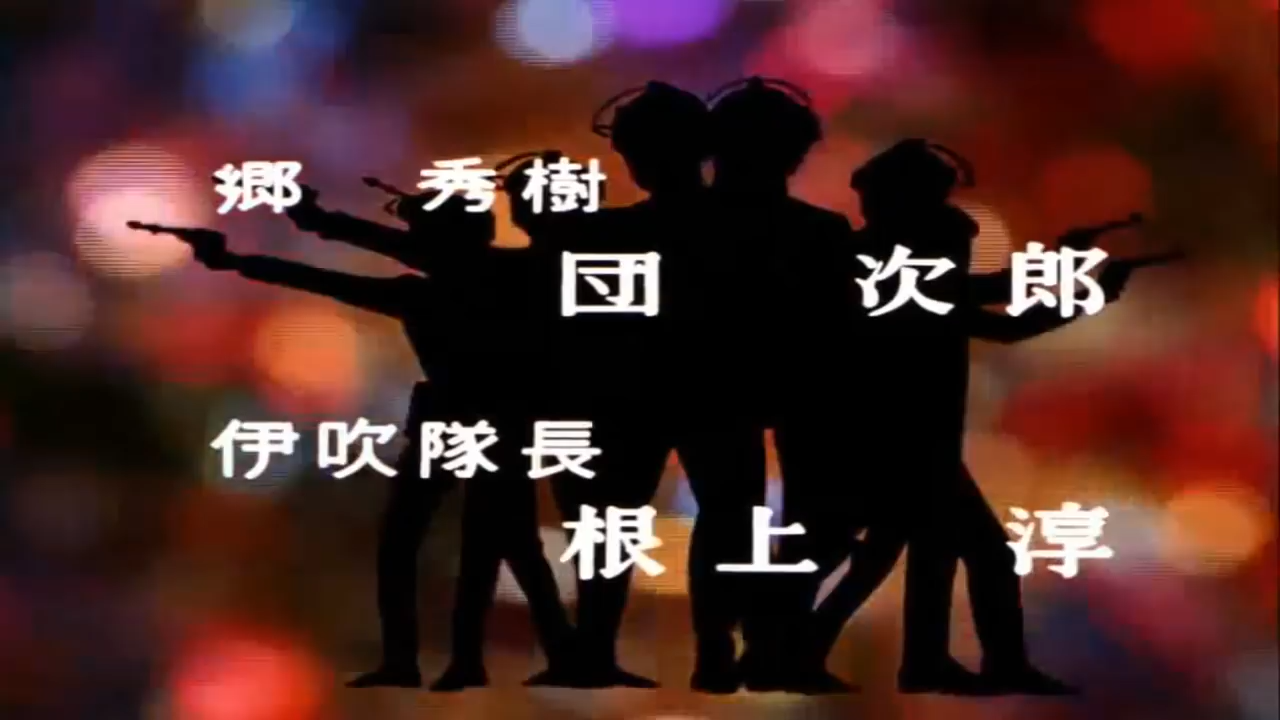 郷 秀樹
団 次郎
伊吹隊長
根上 淳